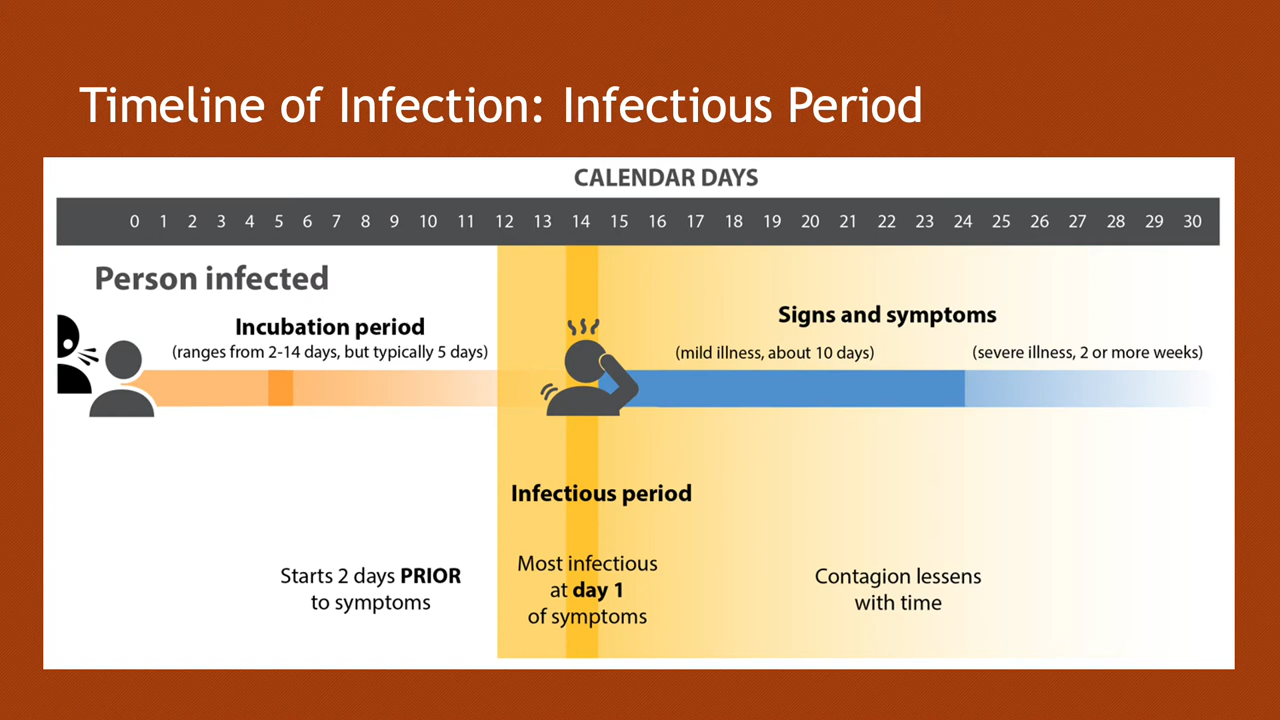 Timeline of Infection: Infectious Period
CALENDAR DAYS
0 1 2 3 4 5 6 7 8 9 10 11 12 13 14 15 16 17 18 19 20 21 22 23 24 25 26 27 28 29 30
Person infected
Incubation period
(ranges from 2-14 days, but typically 5 days)
Signs and symptoms
(mild illness, about 10 days)
(severe illness, 2 or more weeks)
Infectious period
Starts 2 days PRIOR
to symptoms
Most infectious
at day 1
of symptoms
Contagion lessens
with time